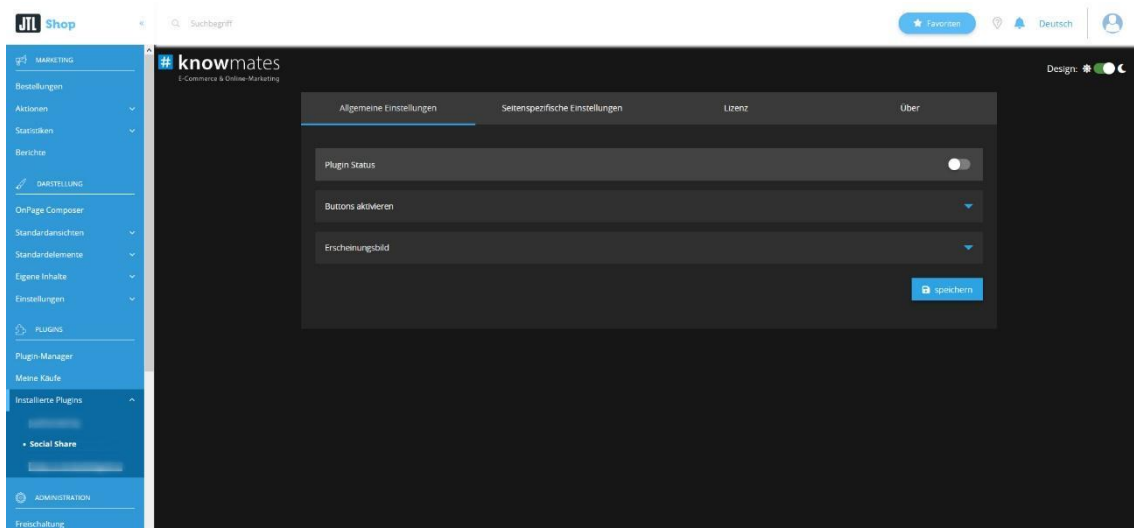 JTL Shop
Suchbegriff
Favoriten
Deutsch
MARKETING
Bestellungen
Aktionen
Statistiken
Berichte
DARSTELLUNG
OnPage Composer
Standardansichten
Standardelemente
Eigene Inhalte
Einstellungen
PLUGINS
Plugin-Manager
Meine Käufe
Installierte Plugins
Social Share
ADMINISTRATION
Freischaltung
# knowmates
E-Commerce & Online-Marketing
Design:
Allgemeine Einstellungen
Seitenspezifische Einstellungen
Lizenz
Über
Plugin Status
Buttons aktivieren
Erscheinungsbild
speichern